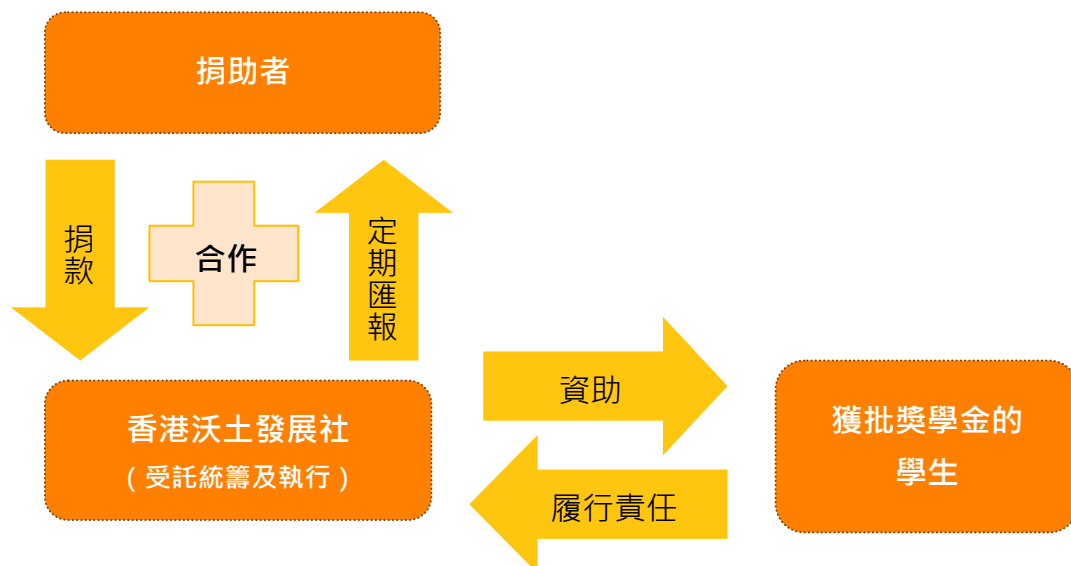 捐助者
捐款
合作
定期匯報
香港沃土發展社
(受託統籌及執行)
資助
履行責任
獲批獎學金的
學生